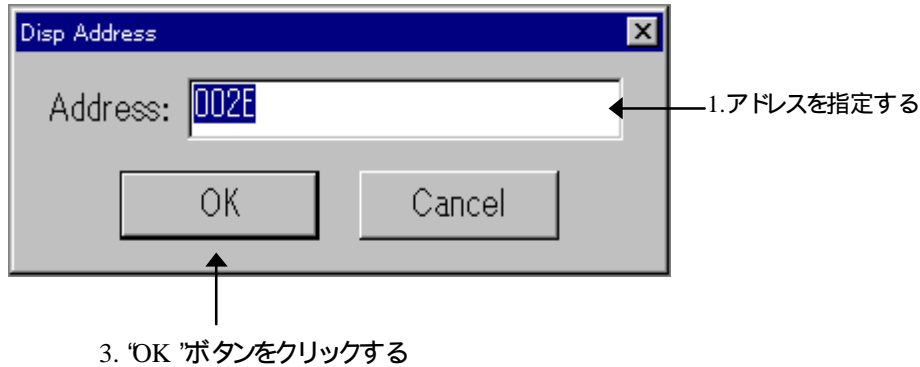 Disp Address
Address: 002E
1.アドレスを指定する
OK Cancel
3. “OK ”ボタンをクリックする